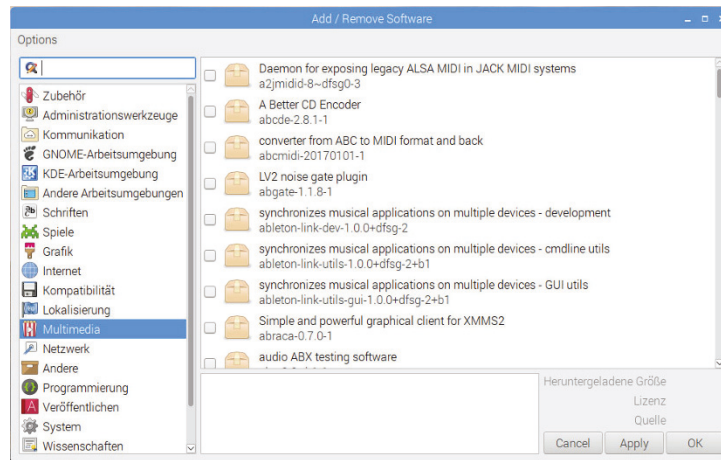 Add / Remove Software
Options
Zubehör
Administrationswerkzeuge
Kommunikation
GNOME-Arbeitsumgebung
KDE-Arbeitsumgebung
Andere Arbeitsumgebungen
Schriften
Spiele
Grafik
Internet
Kompatibilität
Lokalisierung
Multimedia
Netzwerk
Andere
Programmierung
Veröffentlichen
System
Wissenschaften
Daemon for exposing legacy ALSA MIDI in JACK MIDI systems
a2jmidid-8~dfsg0-3
A Better CD Encoder
abcde-2.8.1-1
converter from ABC to MIDI format and back
abcmidi-20170101-1
LV2 noise gate plugin
abgate-1.1.8-1
synchronizes musical applications on multiple devices - development
ableton-link-dev-1.0.0+dfsg-2
synchronizes musical applications on multiple devices - cmdline utils
ableton-link-utils-1.0.0+dfsg-2+b1
synchronizes musical applications on multiple devices - GUI utils
ableton-link-utils-gui-1.0.0+dfsg-2+b1
Simple and powerful graphical client for XMMS2
abraca-0.7.0-1
audio ABX testing software
Heruntergeladene Größe
Lizenz
Quelle
Cancel Apply OK